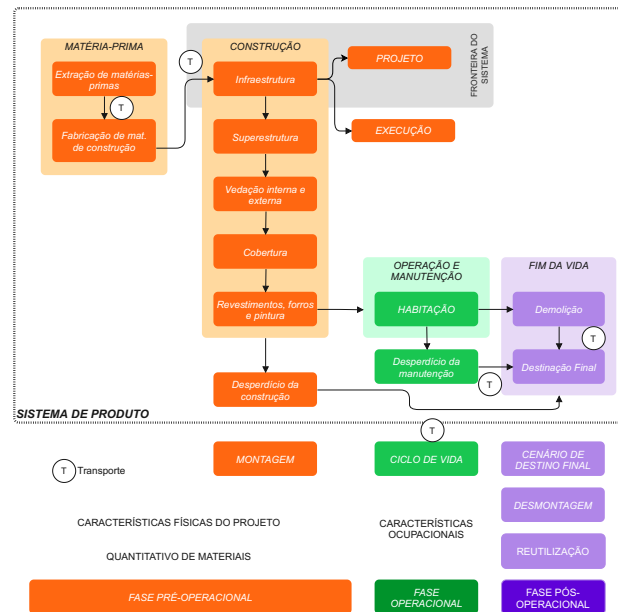 MATÉRIA-PRIMA
Extração de matérias-
primas
T
Fabricação de mat.
de construção
T
CONSTRUÇÃO
Infraestrutura
Superestrutura
Vedação interna e
externa
Cobertura
Revestimentos, forros
e pintura
Desperdício da
construção
PROJETO
EXECUÇÃO
FRONTEIRA DO
SISTEMA
OPERAÇÃO E
MANUTENÇÃO
HABITAÇÃO
Desperdício da
manutenção
T
FIM DA VIDA
Demolição
T
Destinação Final
SISTEMA DE PRODUTO
T
T
Transporte
MONTAGEM
CICLO DE VIDA
CENÁRIO DE
DESTINO FINAL
DESMONTAGEM
REUTILIZAÇÃO
CARACTERÍSTICAS FÍSICAS DO PROJETO
QUANTITATIVO DE MATERIAIS
CARACTERÍSTICAS
OCUPACIONAIS
FASE PRÉ-OPERACIONAL
FASE
OPERACIONAL
FASE PÓS-
OPERACIONAL